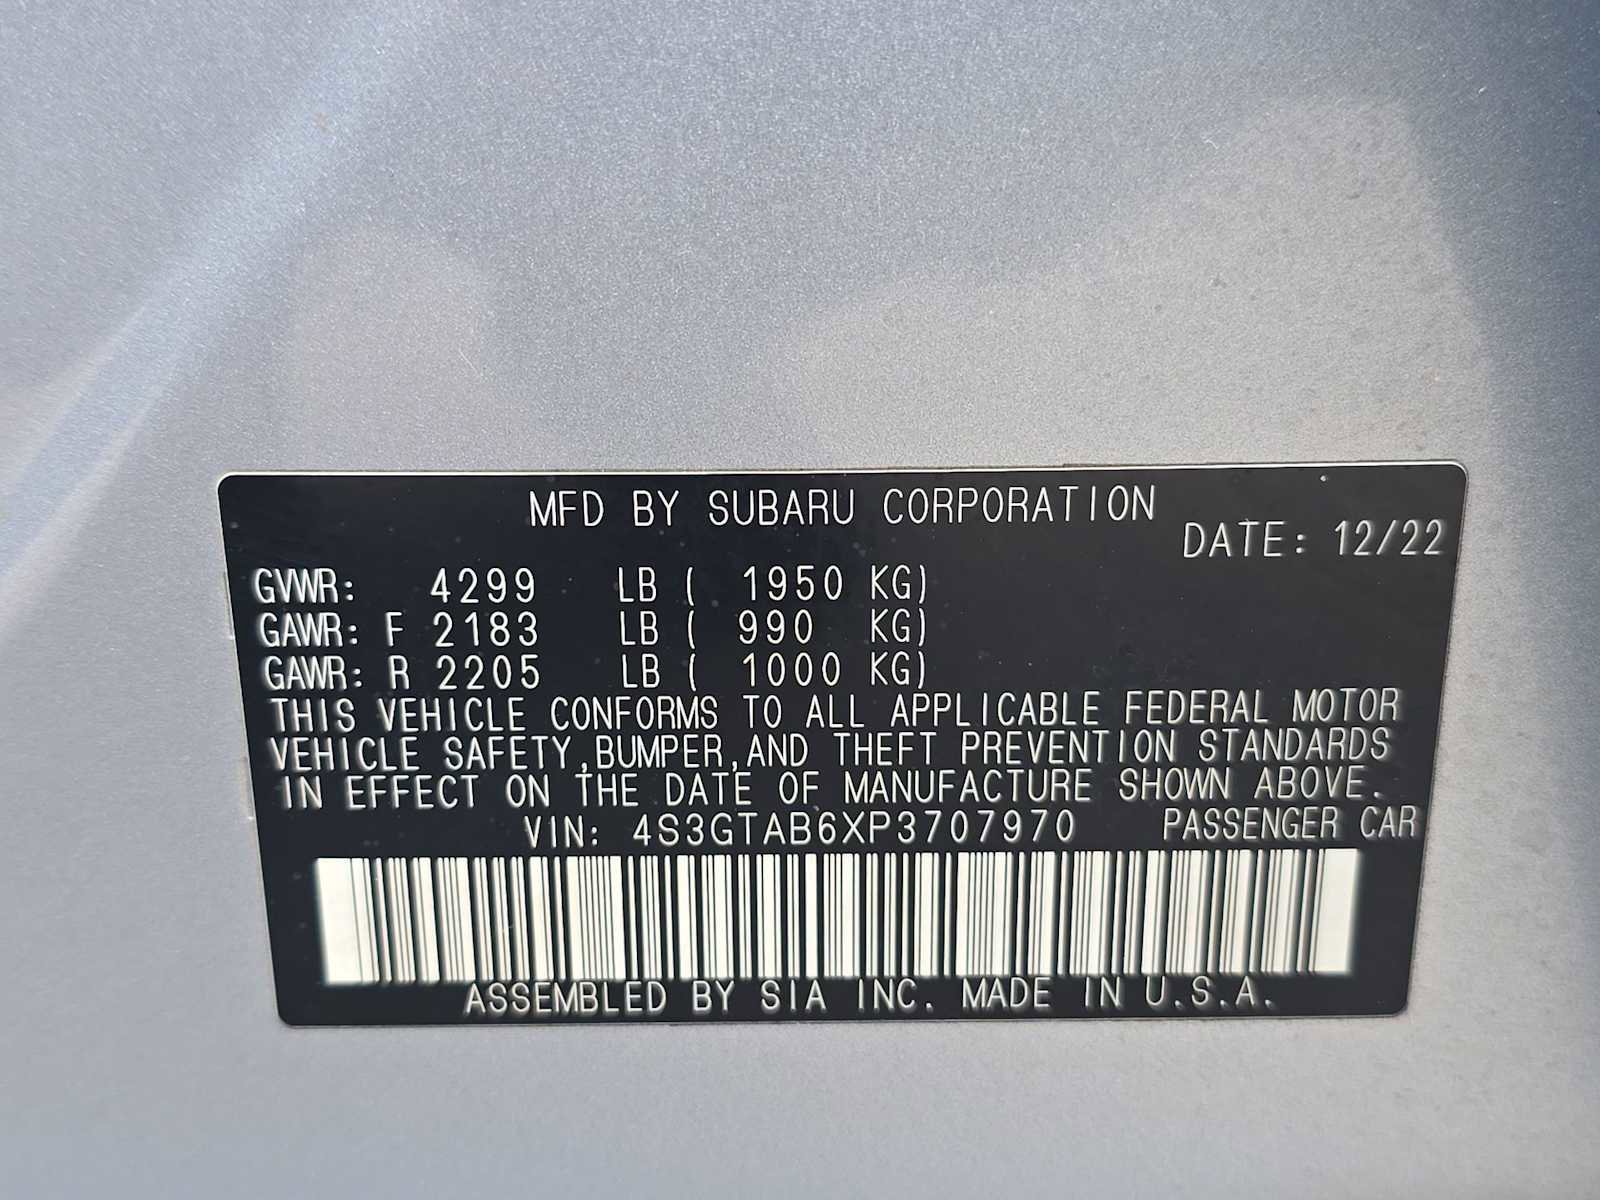 MFD BY SUBARU CORPORATION
DATE: 12/22
GVWR: 4299 LB ( 1950 KG)
GAWR: F 2183 LB ( 990 KG)
GAWR: R 2205 LB ( 1000 KG)
THIS VEHICLE CONFORMS TO ALL APPLICABLE FEDERAL MOTOR
VEHICLE SAFETY,BUMPER,AND THEFT PREVENTION STANDARDS
IN EFFECT ON THE DATE OF MANUFACTURE SHOWN ABOVE.
VIN: 4S3GTAB6XP3707970 PASSENGER CAR
ASSEMBLED BY SIA INC. MADE IN U.S.A.